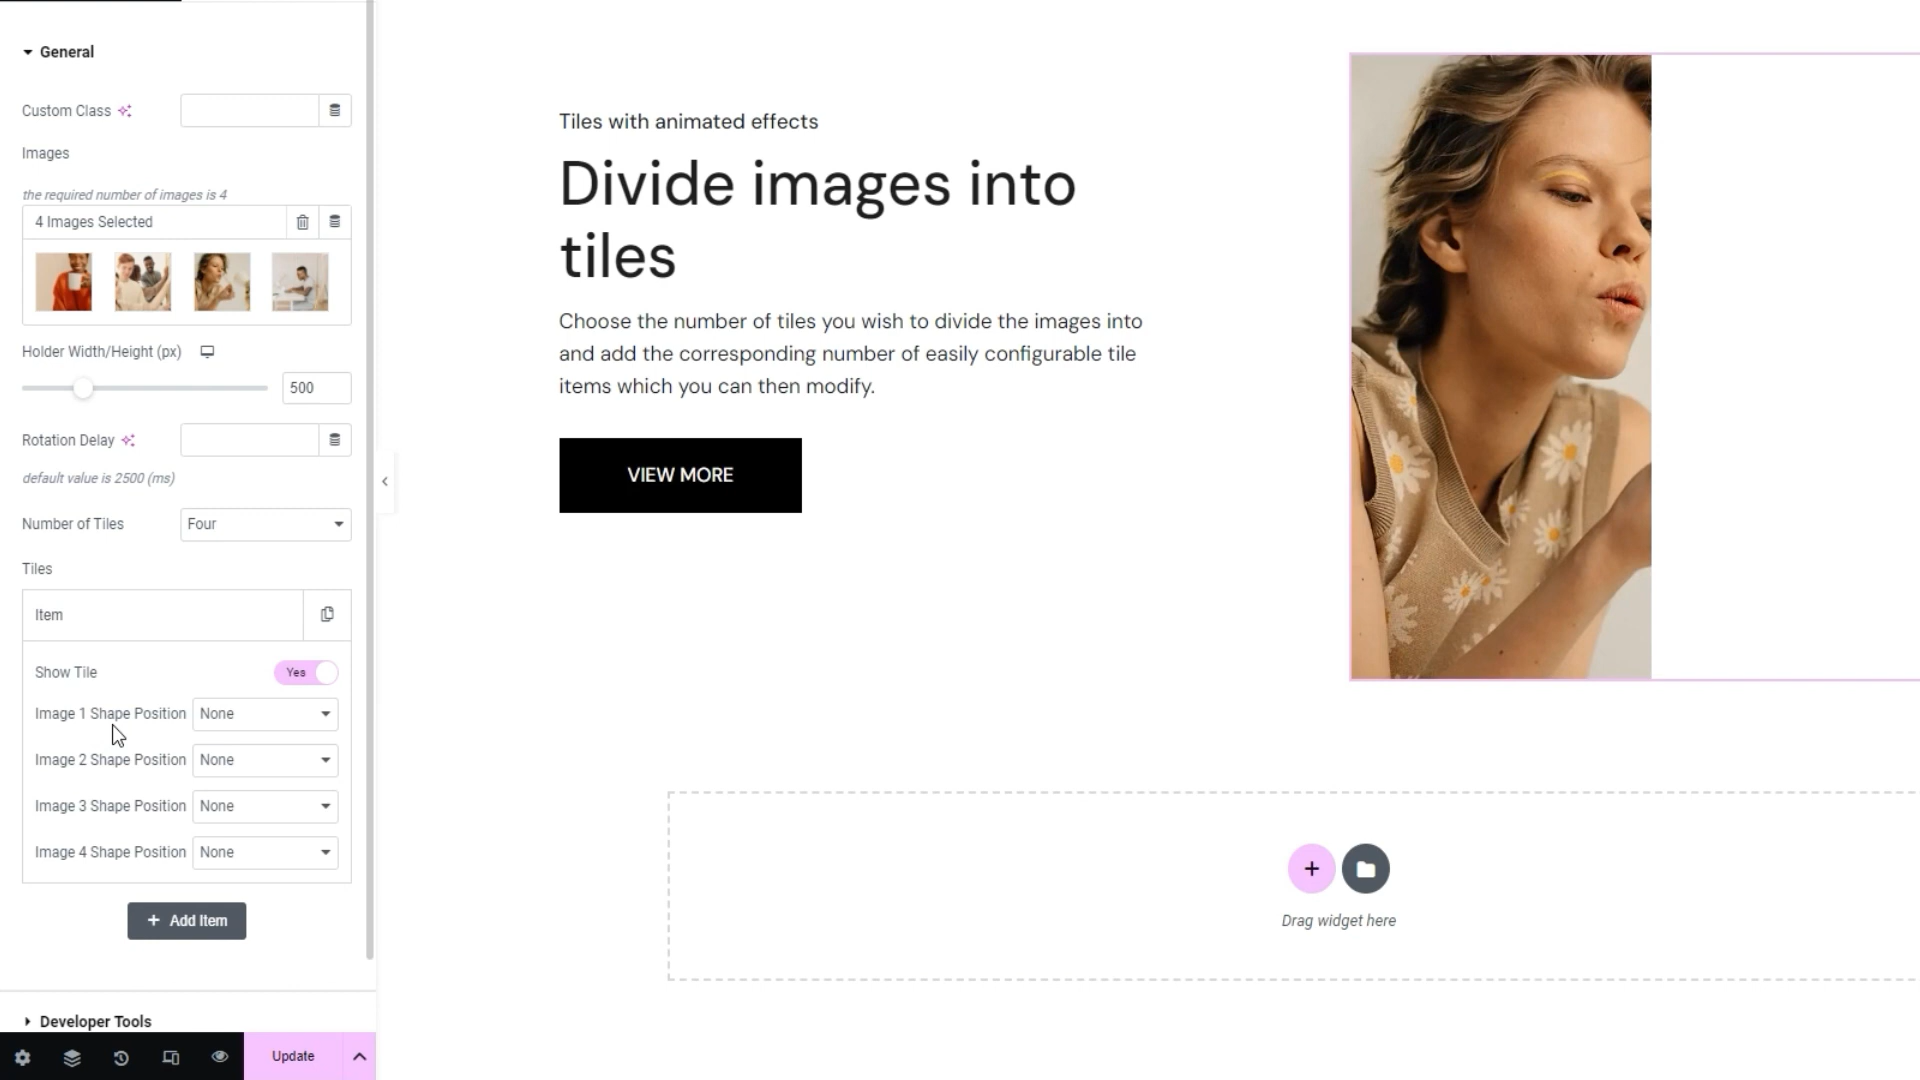 General
Custom Class
Images
the required number of images is 4
4 Images Selected
Holder Width/Height (px)
500
Rotation Delay
default value is 2500 (ms)
Number of Tiles Four
Tiles
Item
Show Tile Yes
Image 1 Shape Position None
Image 2 Shape Position None
Image 3 Shape Position None
Image 4 Shape Position None
+ Add Item
Developer Tools
Update
Tiles with animated effects
Divide images into
tiles
Choose the number of tiles you wish to divide the images into
and add the corresponding number of easily configurable tile
items which you can then modify.
VIEW MORE
Drag widget here